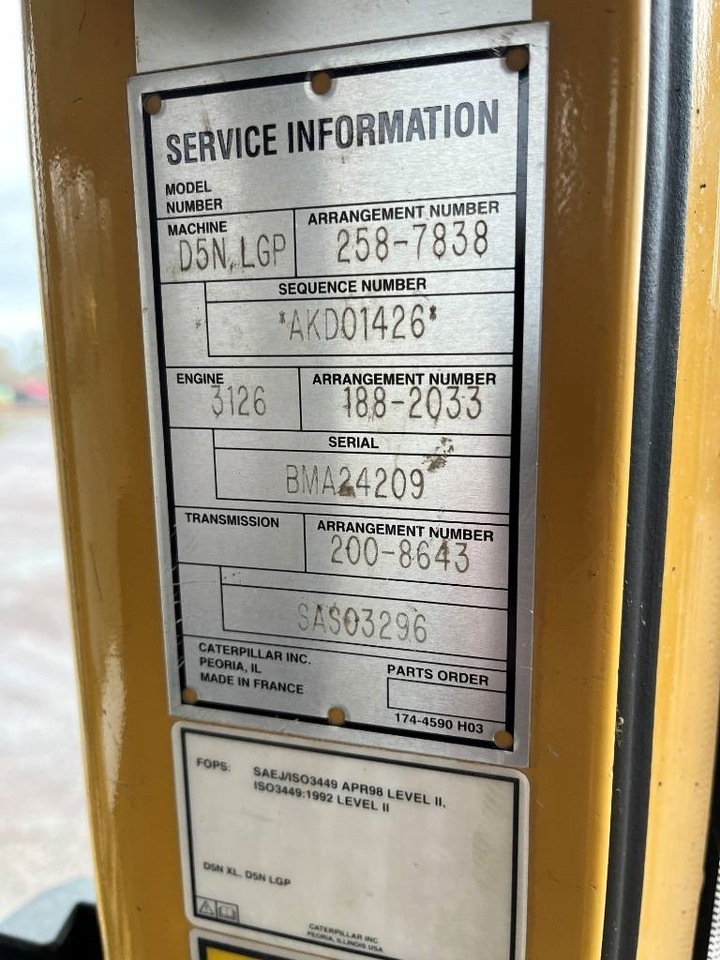 SERVICE INFORMATION
MODEL
NUMBER
MACHINE ARRANGEMENT NUMBER
D5N,LGP 258-7838
SEQUENCE NUMBER
*AKD01426*
ENGINE ARRANGEMENT NUMBER
3126 188-2033
SERIAL
BMA24209
TRANSMISSION ARRANGEMENT NUMBER
200-8643
SAS03296
CATERPILLAR INC.
PEORIA, IL
MADE IN FRANCE
PARTS ORDER
174-4590 H03
FOPS: SAEJ/ISO3449 APR98 LEVEL II,
ISO3449:1992 LEVEL II
D5N XL, D5N LGP
CATERPILLAR INC.
PEORIA, ILLINOIS USA